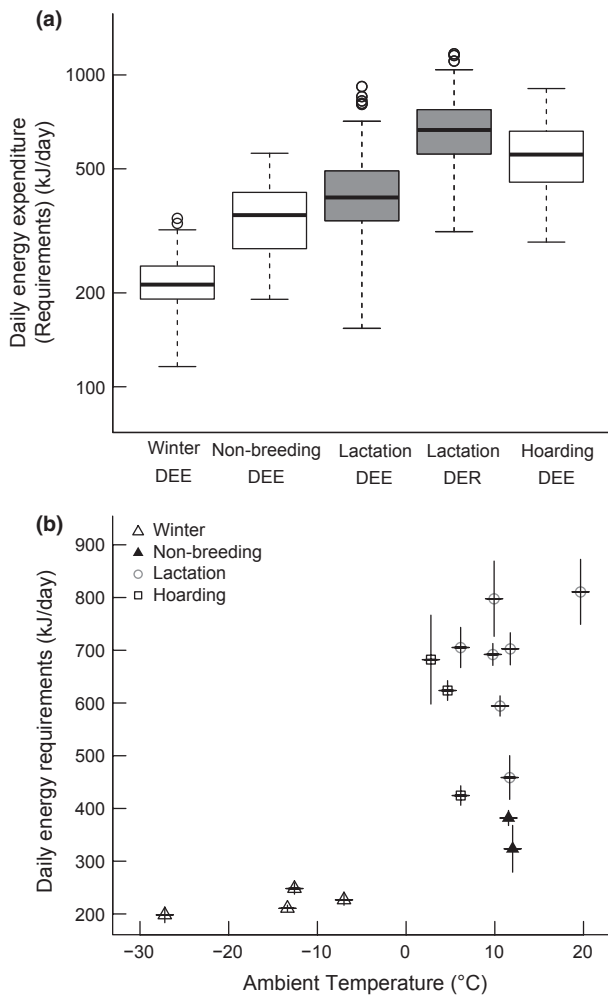 (a)
Daily energy expenditure
(Requirements) (kJ/day)
1000
500
200
100
Winter
DEE
Non-breeding
DEE
Lactation
DEE
Lactation
DER
Hoarding
DEE
(b)
Winter
Non-breeding
Lactation
Hoarding
Daily energy requirements (kJ/day)
900
800
700
600
500
400
300
200
−30 −20 −10 0 10 20
Ambient Temperature (°C)